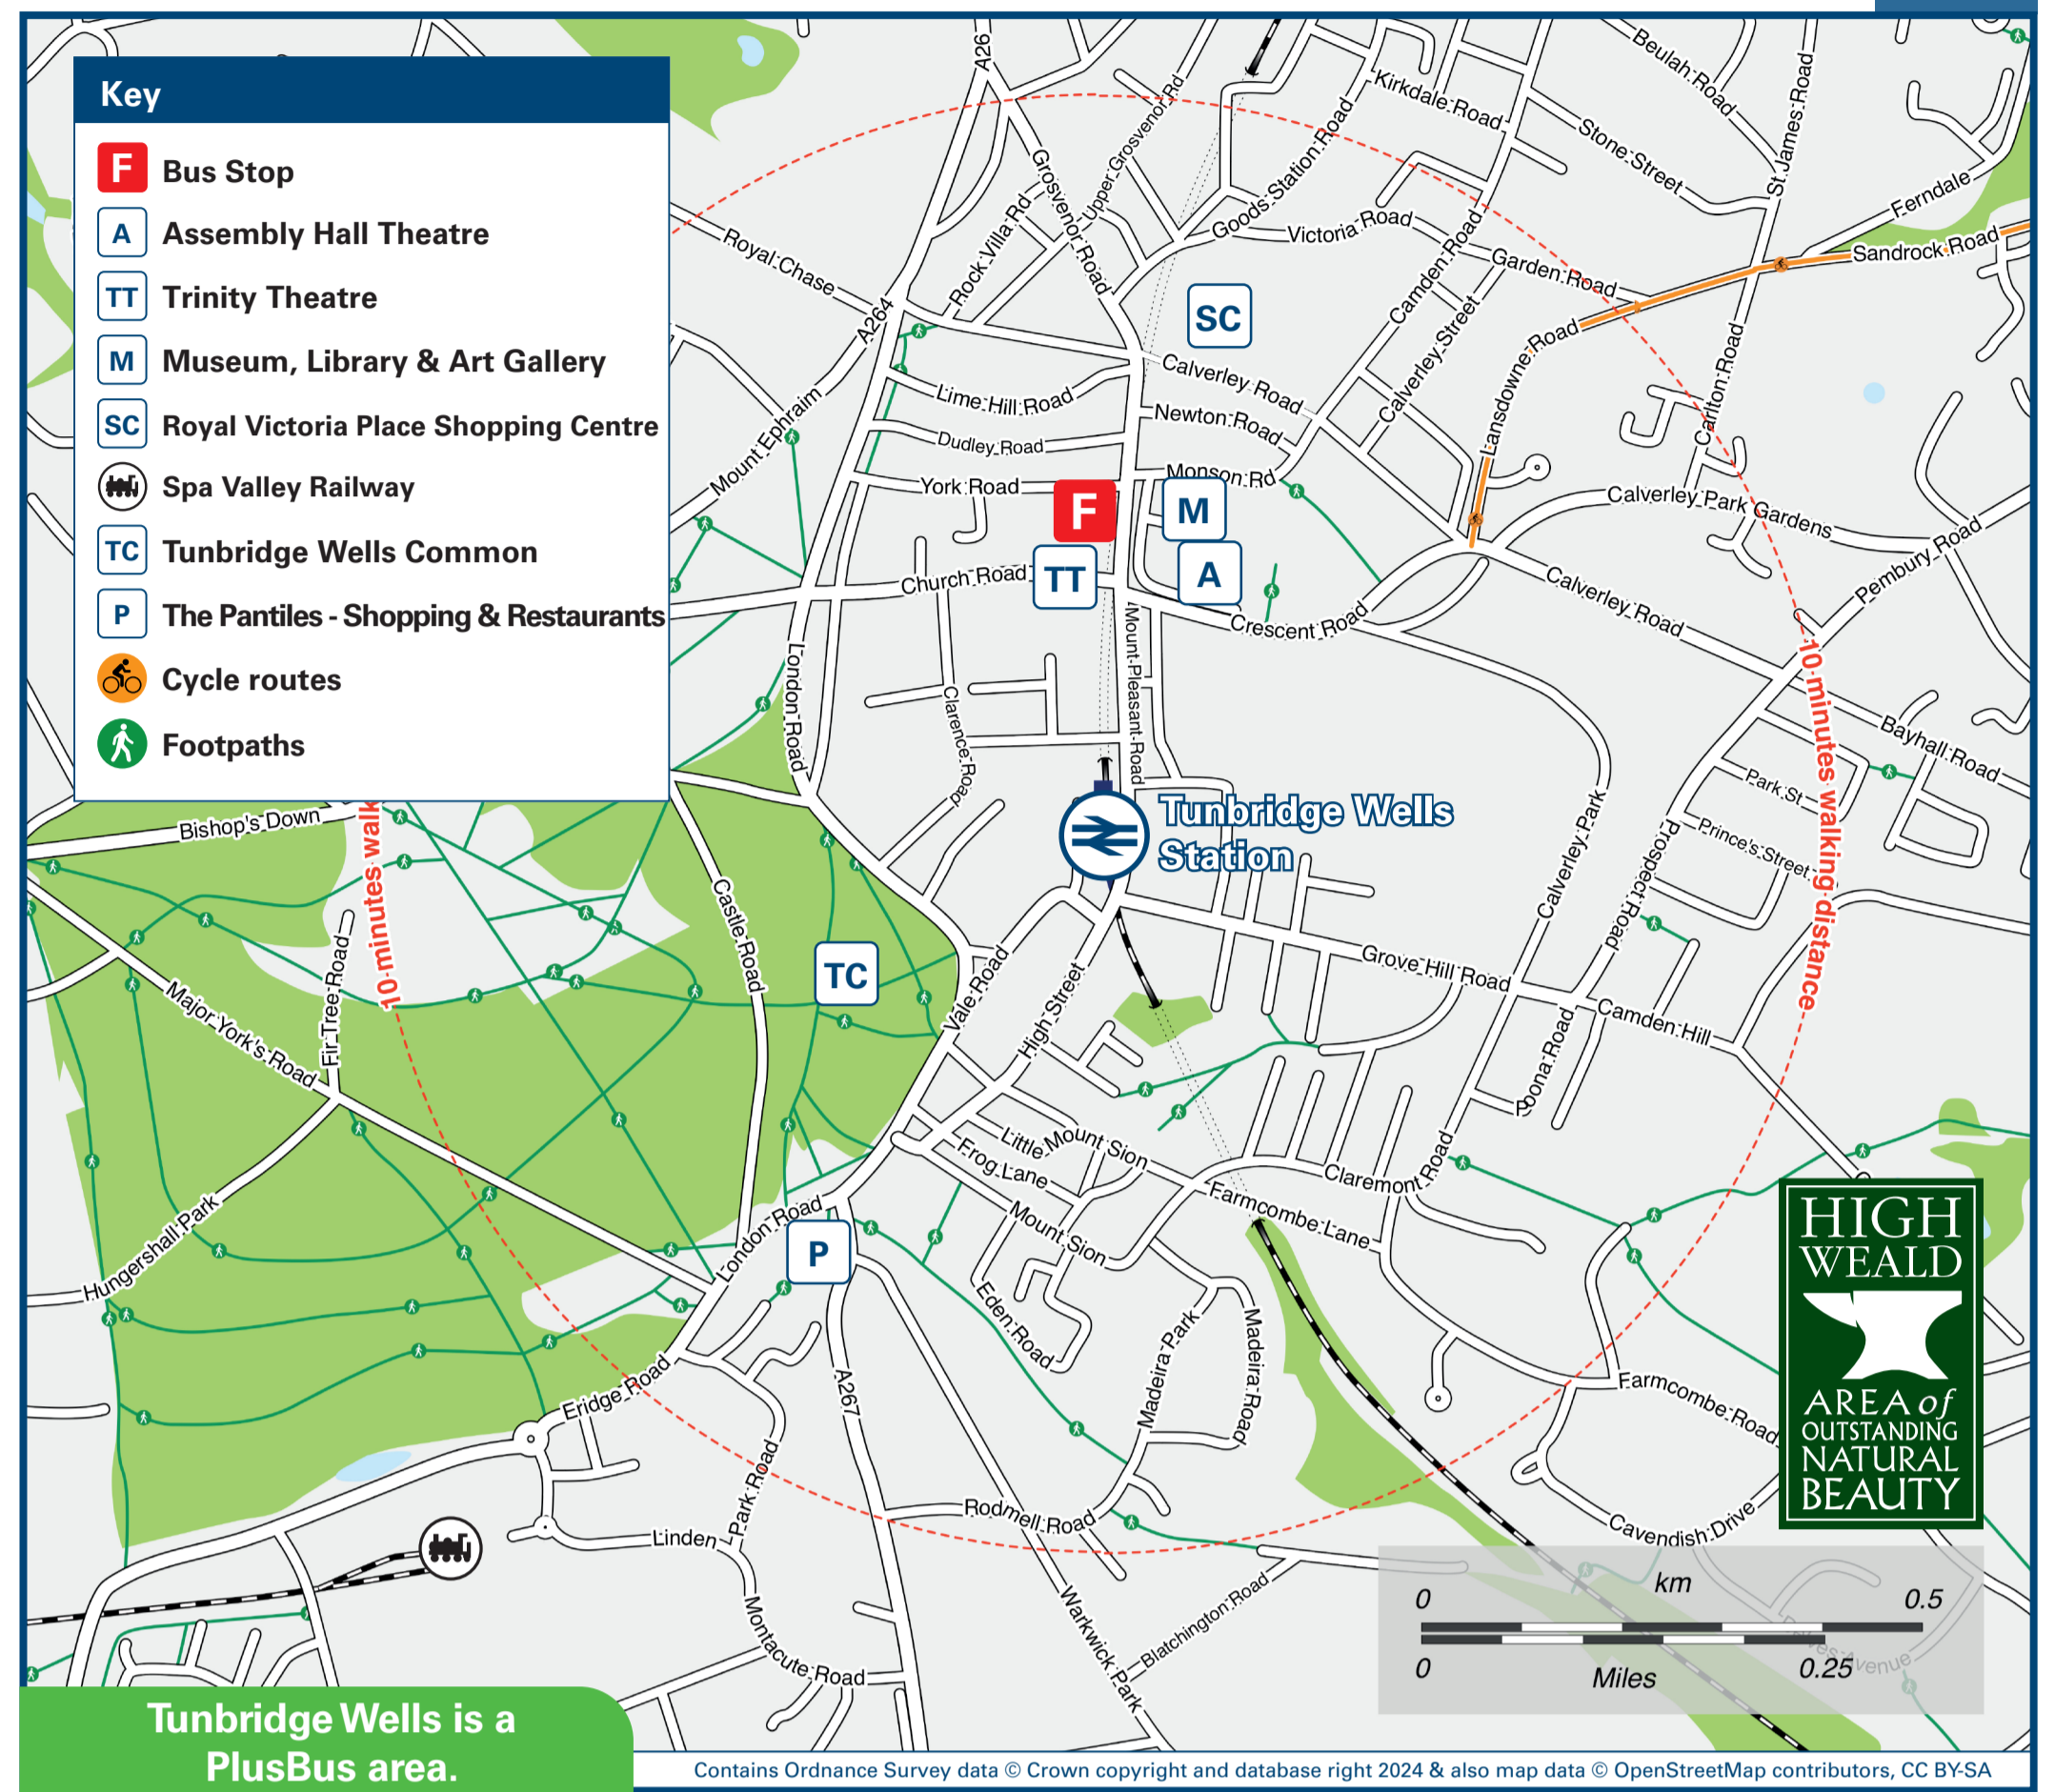 Key
F Bus Stop
A Assembly Hall Theatre
TT Trinity Theatre
M Museum, Library & Art Gallery
SC Royal Victoria Place Shopping Centre
Spa Valley Railway
TC Tunbridge Wells Common
P The Pantiles - Shopping & Restaurants
Cycle routes
Footpaths
A26
Grosvenor Road
Upper Grosvenor Rd
Rock Villa Rd
Royal Chase
A264
Mount Ephraim
Goods Station Road
Kirkdale Road
Beulah Road
Stone Street
St James Road
Ferndale
Sandrock Road
Victoria Road
Garden Road
Camden Road
Calverley Street
Lansdowne Road
Carlton Road
SC
Calverley Road
Newton Road
Monson Rd
Lime Hill Road
Dudley Road
York Road
F
M
TT
A
Church Road
Crescent Road
Calverley Park Gardens
Calverley Road
Pembury Road
London Road
Clarence Road
Mount Pleasant Road
Tunbridge Wells
Station
10 minutes walking distance
Bayhall Road
Park St
Prince's Street
Prospect Road
Calverley Park
Grove Hill Road
Camden Hill
Poona Road
Bishop's Down
10 minutes walk
Castle Road
TC
Fir Tree Road
Major York's Road
Hungershall Park
Vale Road
High Street
Little Mount Sion
Frog Lane
Mount Sion
Farmcombe Lane
Claremont Road
London Road
P
Eden Road
Madeira Park
Madeira Road
Farmcombe Road
Cavendish Drive
Eridge Road
A267
Park Road
Linden
Rodmell Road
Montacute Road
Warkwick Park
Blatchington Road
HIGH
WEALD
AREA of
OUTSTANDING
NATURAL
BEAUTY
km
0 0.5
0 0.25
Miles
Avenue
Tunbridge Wells is a
PlusBus area.
Contains Ordnance Survey data © Crown copyright and database right 2024 & also map data © OpenStreetMap contributors, CC BY-SA